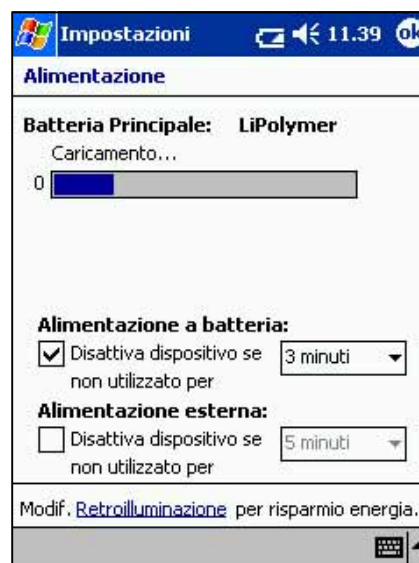 Impostazioni 11.39 ok
Alimentazione
Batteria Principale: LiPolymer
Caricamento...
0
Alimentazione a batteria:
Disattiva dispositivo se 3 minuti
non utilizzato per
Alimentazione esterna:
Disattiva dispositivo se 5 minuti
non utilizzato per
Modif. Retroilluminazione per risparmio energia.